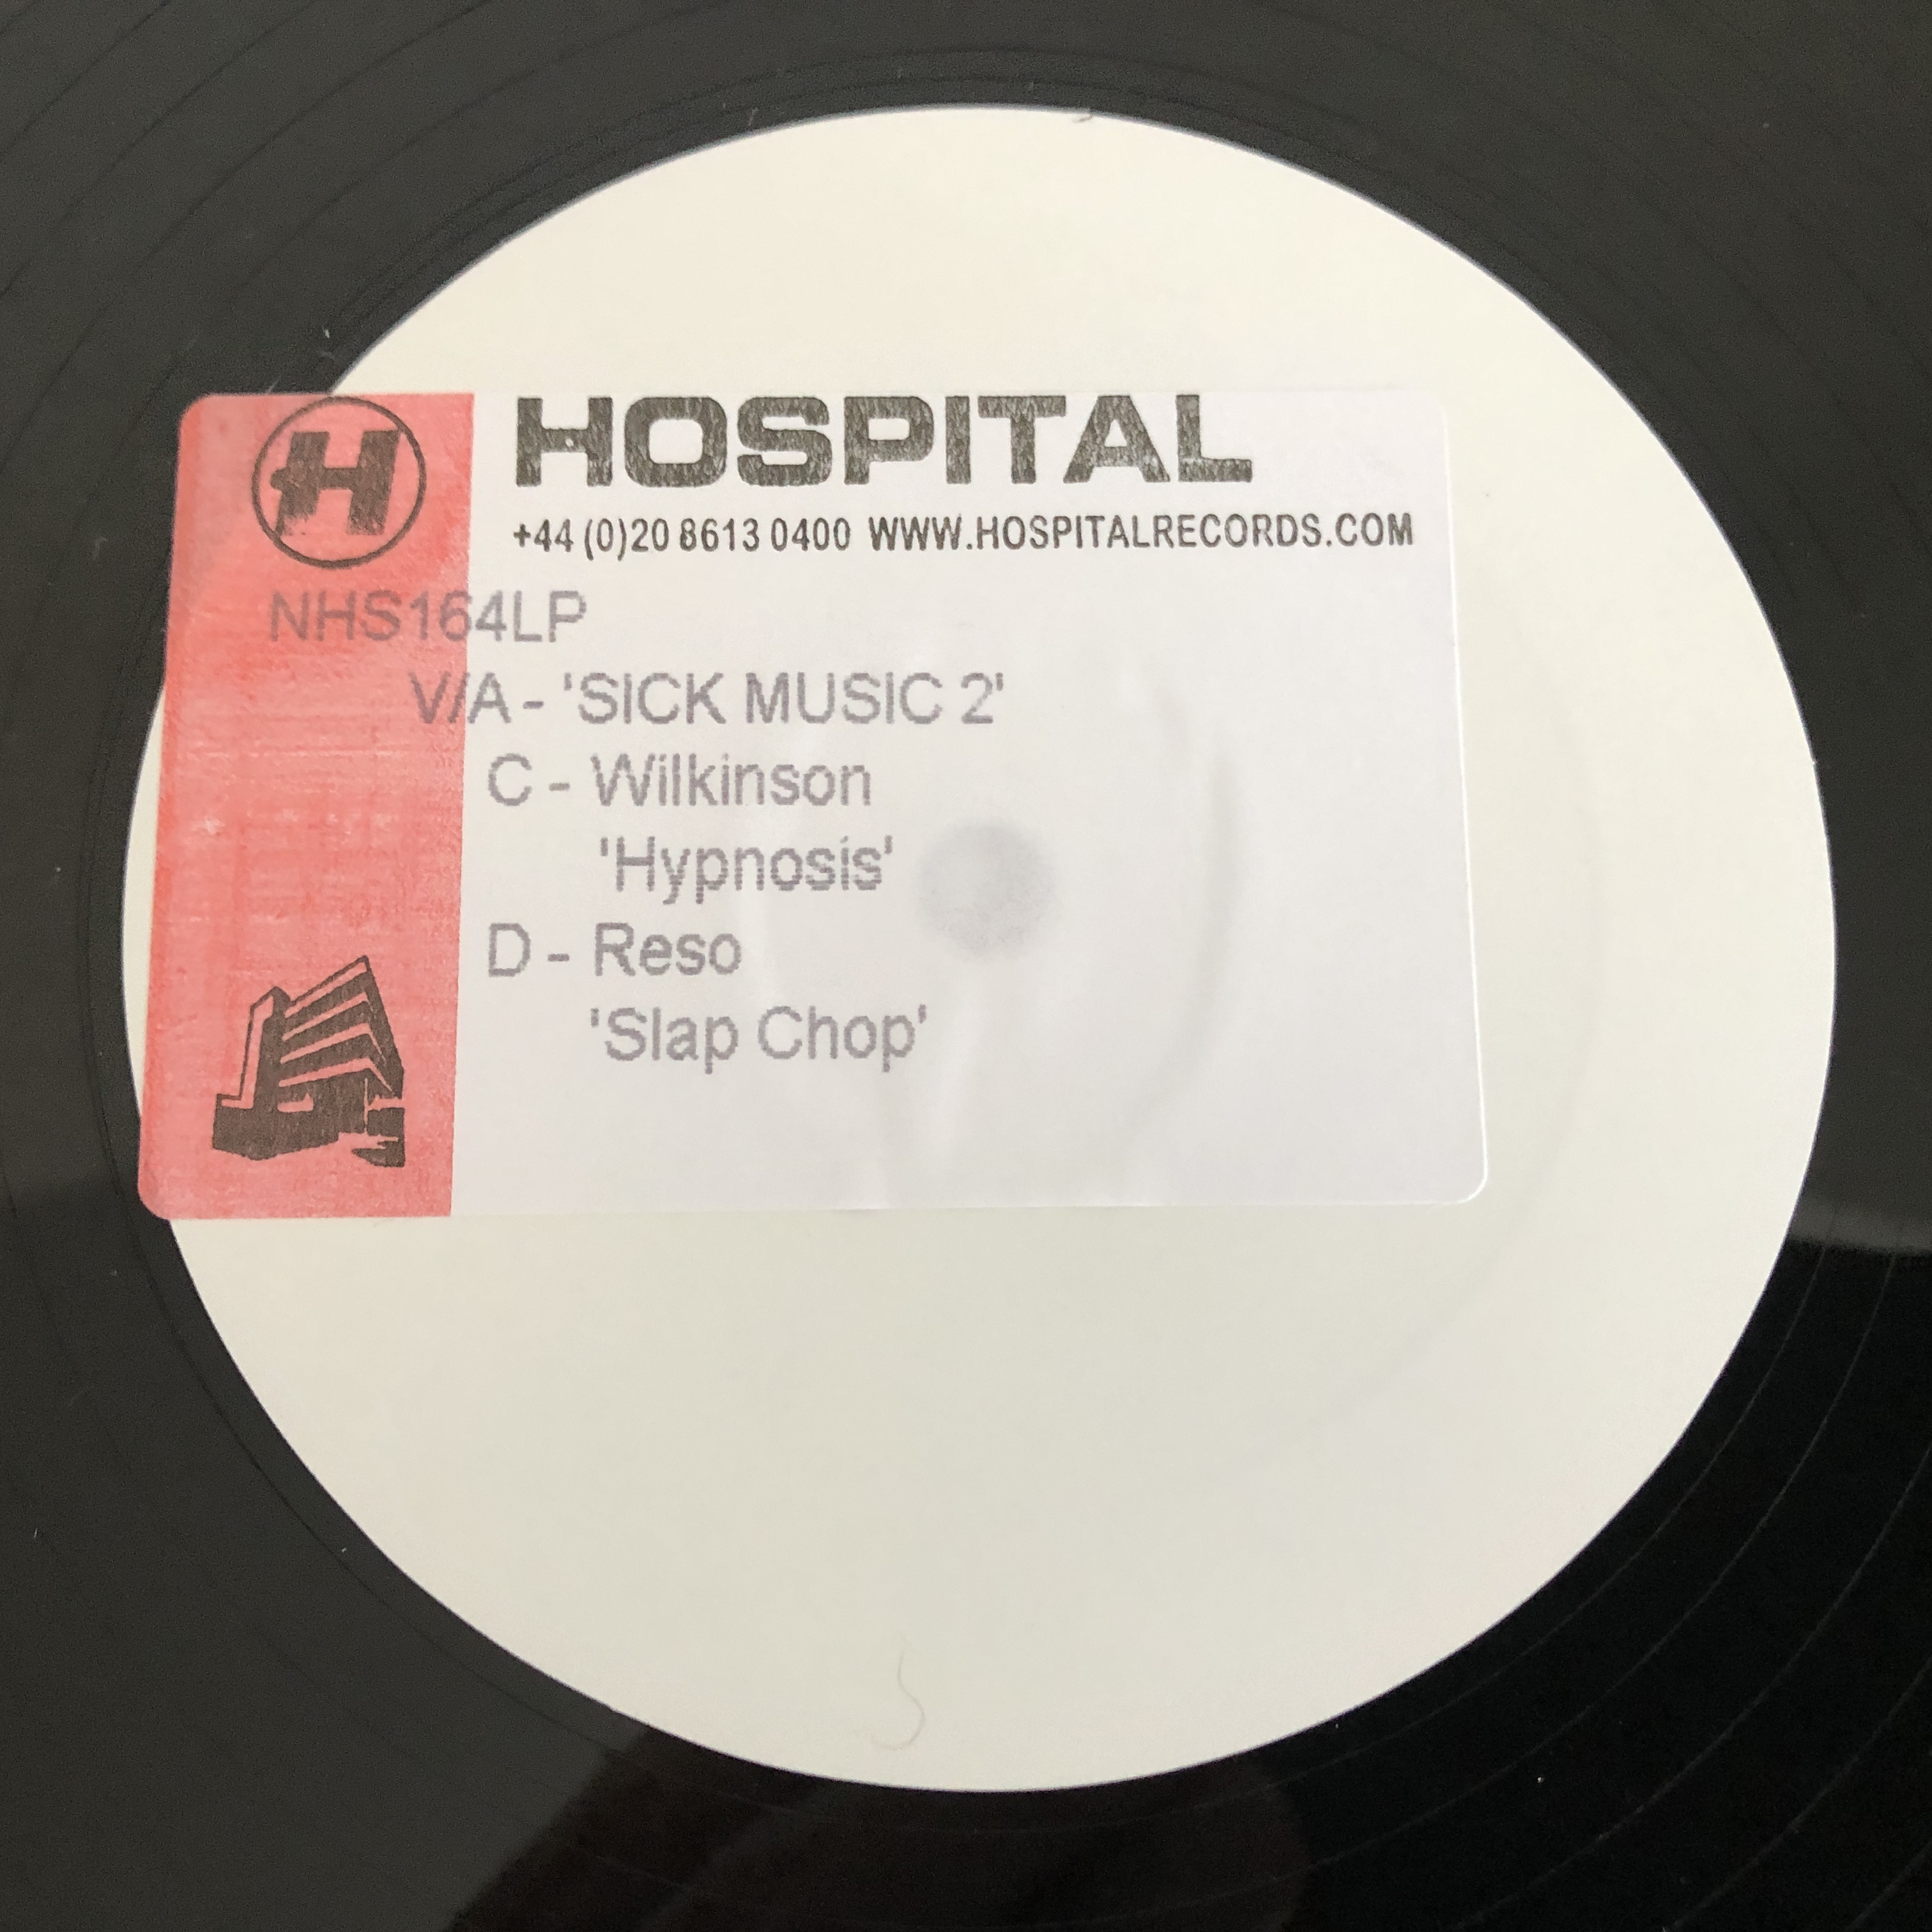 H
HOSPITAL
+44 (0)20 8613 0400 WWW.HOSPITALRECORDS.COM
NHS164LP
V/A - 'SICK MUSIC 2'
C - Wilkinson
'Hypnosis'
D - Reso
'Slap Chop'